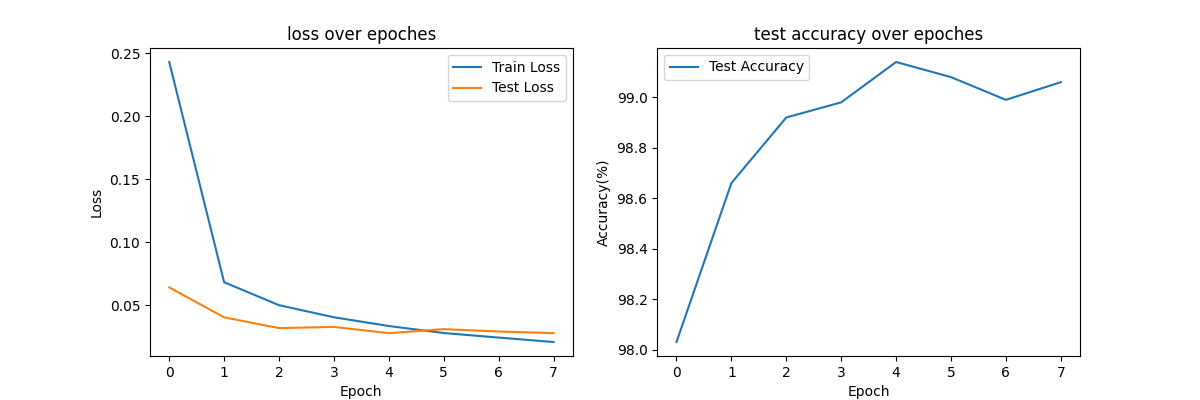 loss over epoches
Train Loss
Test Loss
0.25
0.20
0.15
0.10
0.05
Loss
0 1 2 3 4 5 6 7
Epoch
test accuracy over epoches
Test Accuracy
99.0
98.8
98.6
98.4
98.2
98.0
Accuracy(%)
0 1 2 3 4 5 6 7
Epoch